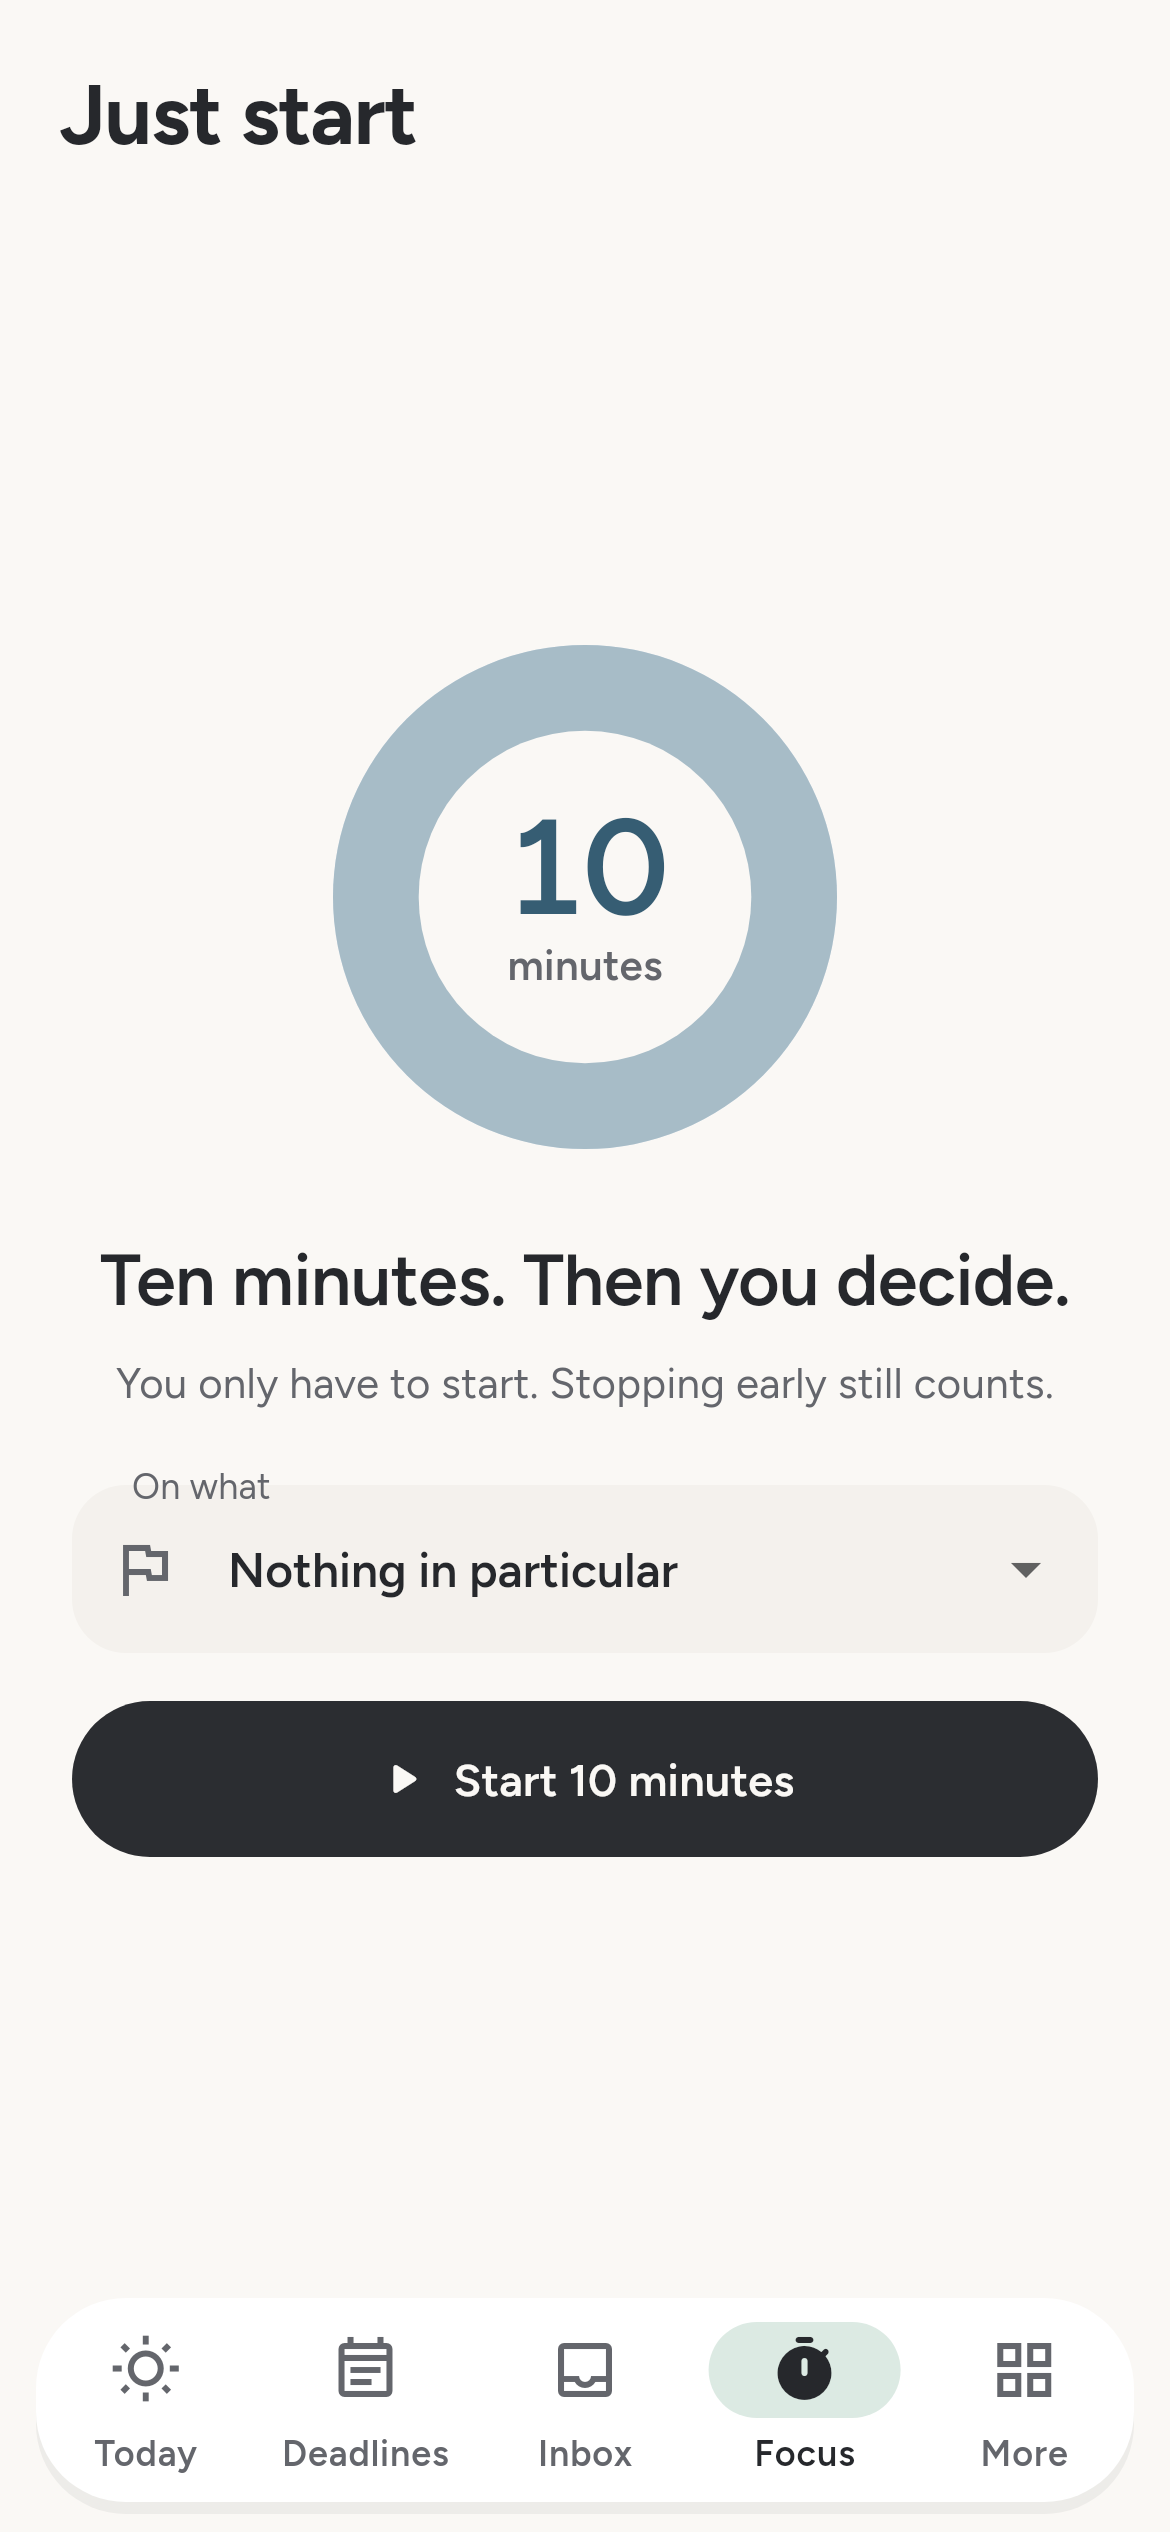 Just start
10
minutes
Ten minutes. Then you decide.
You only have to start. Stopping early still counts.
On what
Nothing in particular
Start 10 minutes
Today Deadlines Inbox Focus More